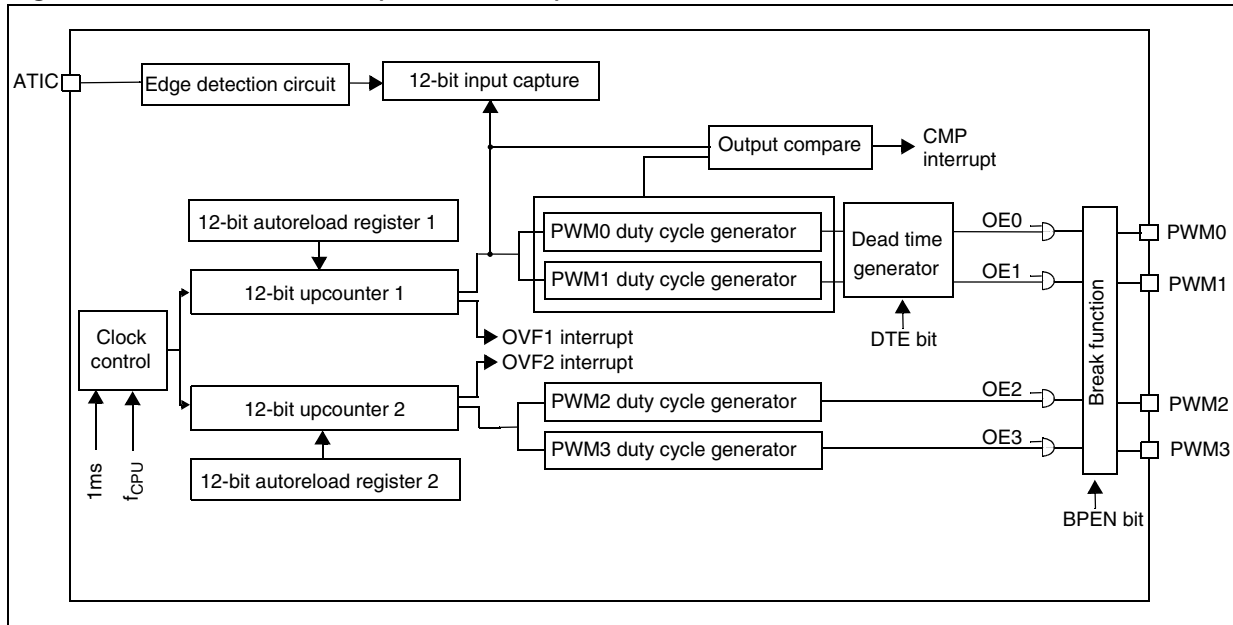 ATIC
Edge detection circuit
12-bit input capture
Output compare
CMP
interrupt
12-bit autoreload register 1
PWM0 duty cycle generator
PWM1 duty cycle generator
Dead time
generator
OE0
OE1
PWM0
PWM1
12-bit upcounter 1
Clock
control
OVF1 interrupt
OVF2 interrupt
DTE bit
Break function
12-bit upcounter 2
PWM2 duty cycle generator
PWM3 duty cycle generator
OE2
OE3
PWM2
PWM3
12-bit autoreload register 2
1ms
fCPU
BPEN bit